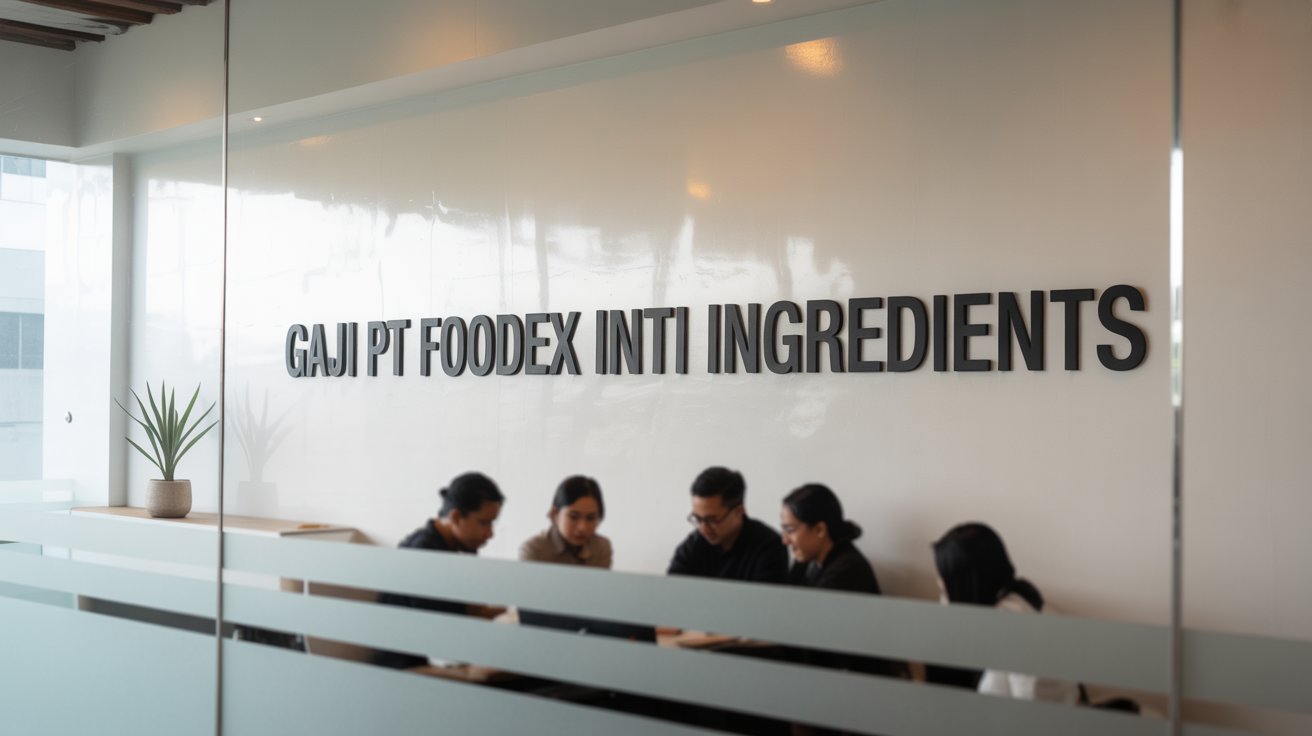 GAJI PT FOODEX INTI INGREDIENTS